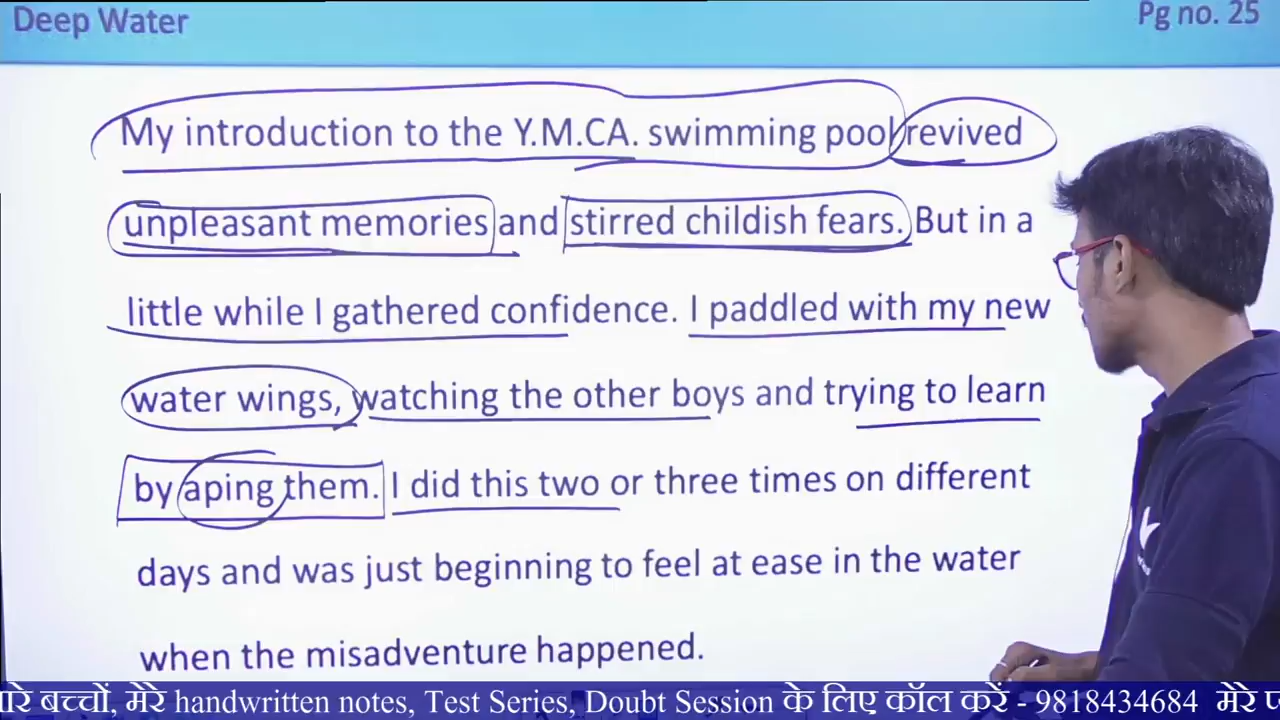 Deep Water
Pg no. 25
My introduction to the Y.M.CA. swimming pool revived
unpleasant memories and stirred childish fears. But in a
little while I gathered confidence. I paddled with my new
water wings, watching the other boys and trying to learn
by aping them. I did this two or three times on different
days and was just beginning to feel at ease in the water
when the misadventure happened.
बच्चों, मेरे handwritten notes, Test Series, Doubt Session के लिए कॉल करें - 9818434684 मेरे